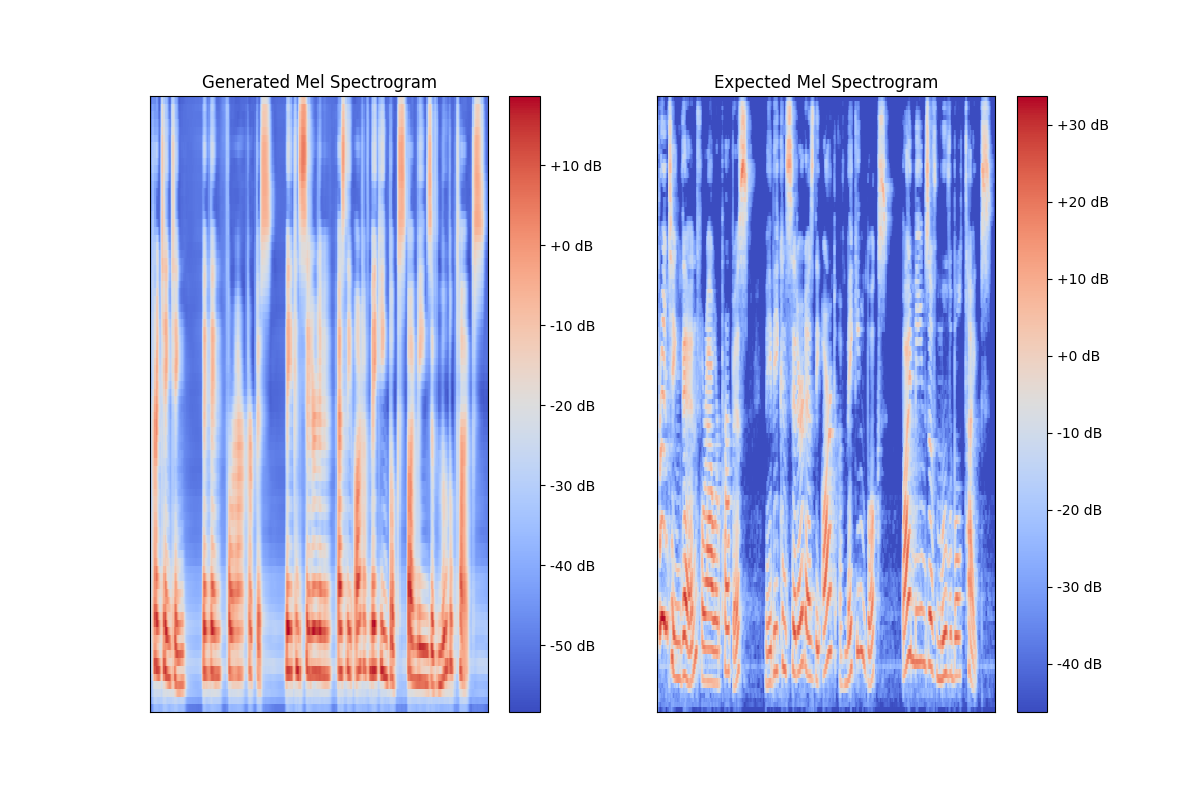 Generated Mel Spectrogram
+10 dB
+0 dB
-10 dB
-20 dB
-30 dB
-40 dB
-50 dB
Expected Mel Spectrogram
+30 dB
+20 dB
+10 dB
+0 dB
-10 dB
-20 dB
-30 dB
-40 dB